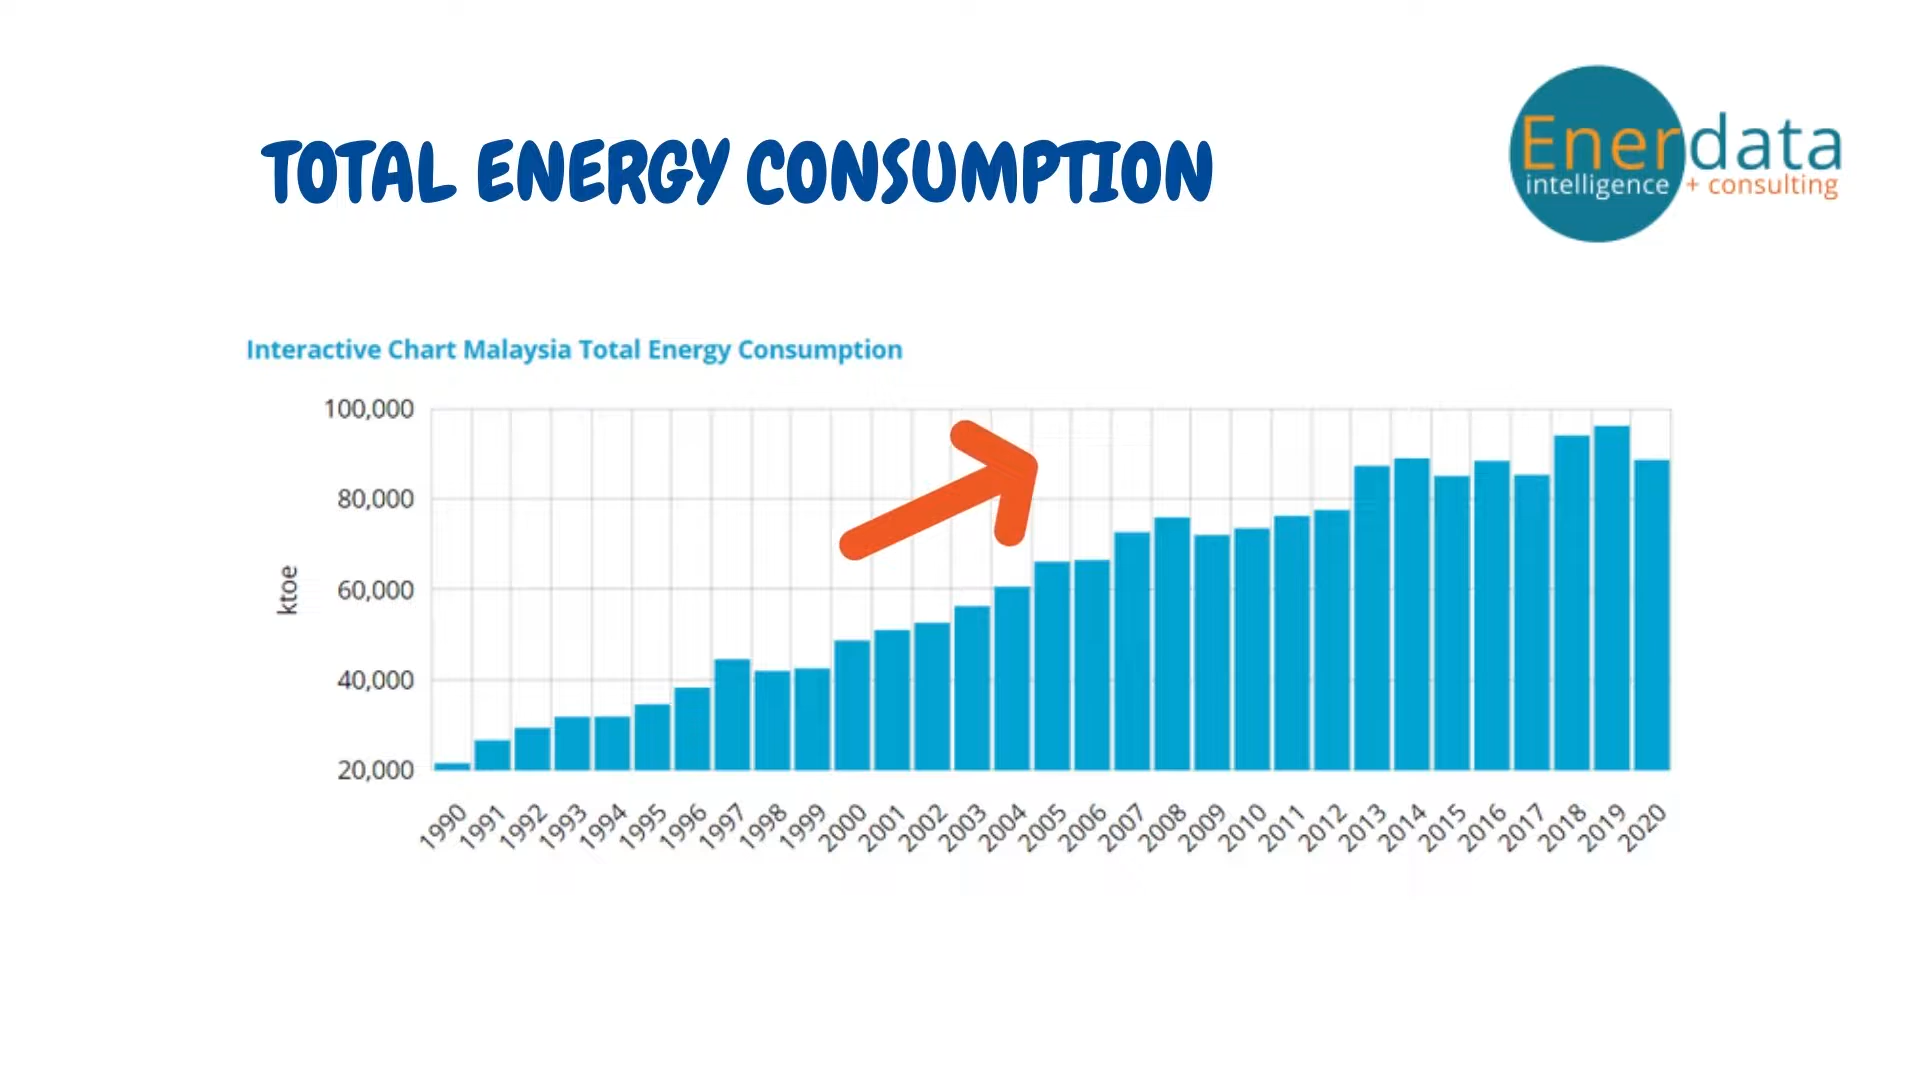 TOTAL ENERGY CONSUMPTION
Enerdata
intelligence + consulting
Interactive Chart Malaysia Total Energy Consumption
100,000
80,000
60,000
40,000
20,000
ktoe
1990 1991 1992 1993 1994 1995 1996 1997 1998 1999 2000 2001 2002 2003 2004 2005 2006 2007 2008 2009 2010 2011 2012 2013 2014 2015 2016 2017 2018 2019 2020